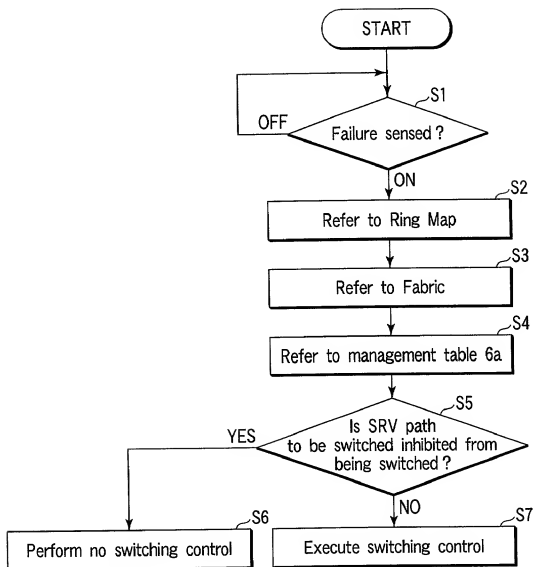 START
S1
OFF
Failure sensed ?
ON
S2
Refer to Ring Map
S3
Refer to Fabric
S4
Refer to management table 6a
S5
Is SRV path
to be switched inhibited from
being switched ?
YES
NO
S6
Perform no switching control
S7
Execute switching control